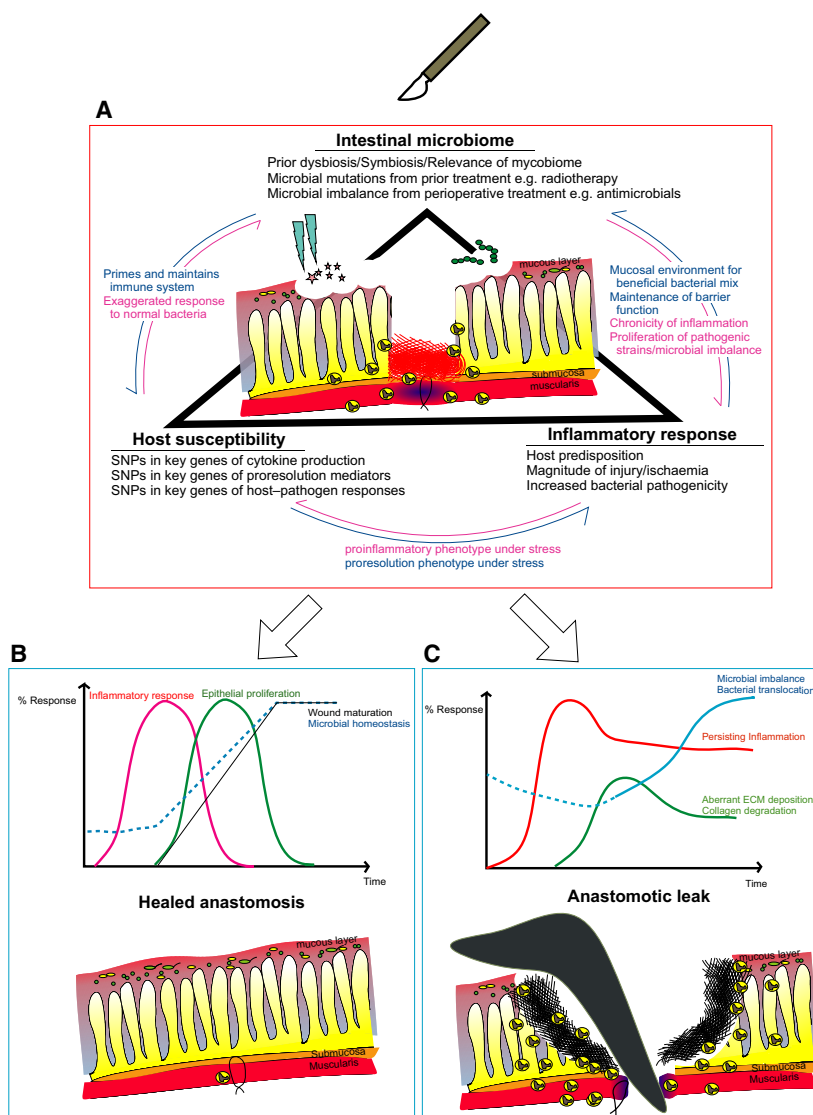 A
Intestinal microbiome
Prior dysbiosis/Symbiosis/Relevance of mycobiome
Microbial mutations from prior treatment e.g. radiotherapy
Microbial imbalance from perioperative treatment e.g. antimicrobials
Primes and maintains
immune system
Exaggerated response
to normal bacteria
mucous layer
submucosa
muscularis
Mucosal environment for
beneficial bacterial mix
Maintenance of barrier
function
Chronicity of inflammation
Proliferation of pathogenic
strains/microbial imbalance
Host susceptibility
SNPs in key genes of cytokine production
SNPs in key genes of proresolution mediators
SNPs in key genes of host–pathogen responses
Inflammatory response
Host predisposition
Magnitude of injury/ischaemia
Increased bacterial pathogenicity
proinflammatory phenotype under stress
proresolution phenotype under stress
B
% Response
Inflammatory response
Epithelial proliferation
Wound maturation
Microbial homeostasis
Time
Healed anastomosis
mucous layer
Submucosa
Muscularis
C
% Response
Microbial imbalance
Bacterial translocation
Persisting Inflammation
Aberrant ECM deposition
Collagen degradation
Time
Anastomotic leak
mucous layer
Submucosa
Muscularis